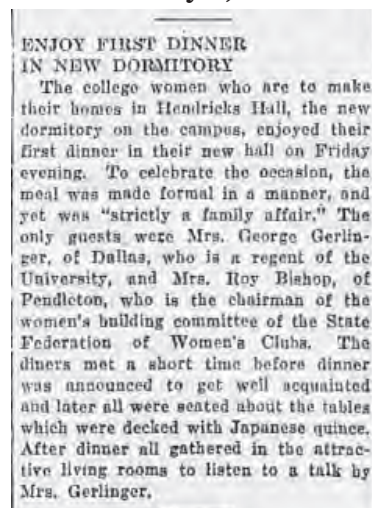 ENJOY FIRST DINNER
IN NEW DORMITORY
The college women who are to make
their homes in Hendricks Hall, the new
dormitory on the campus, enjoyed their
first dinner in their new hall on Friday
evening. To celebrate the occasion, the
meal was made formal in a manner, and
yet was "strictly a family affair." The
only guests were Mrs. George Gerlin-
ger, of Dallas, who is a regent of the
University, and Mrs. Roy Bishop, of
Pendleton, who is the chairman of the
women's building committee of the State
Federation of Women's Clubs. The
diners met a short time before dinner
was announced to get well acquainted
and later all were seated about the tables
which were decked with Japanese quince.
After dinner all gathered in the attrac-
tive living rooms to listen to a talk by
Mrs. Gerlinger.